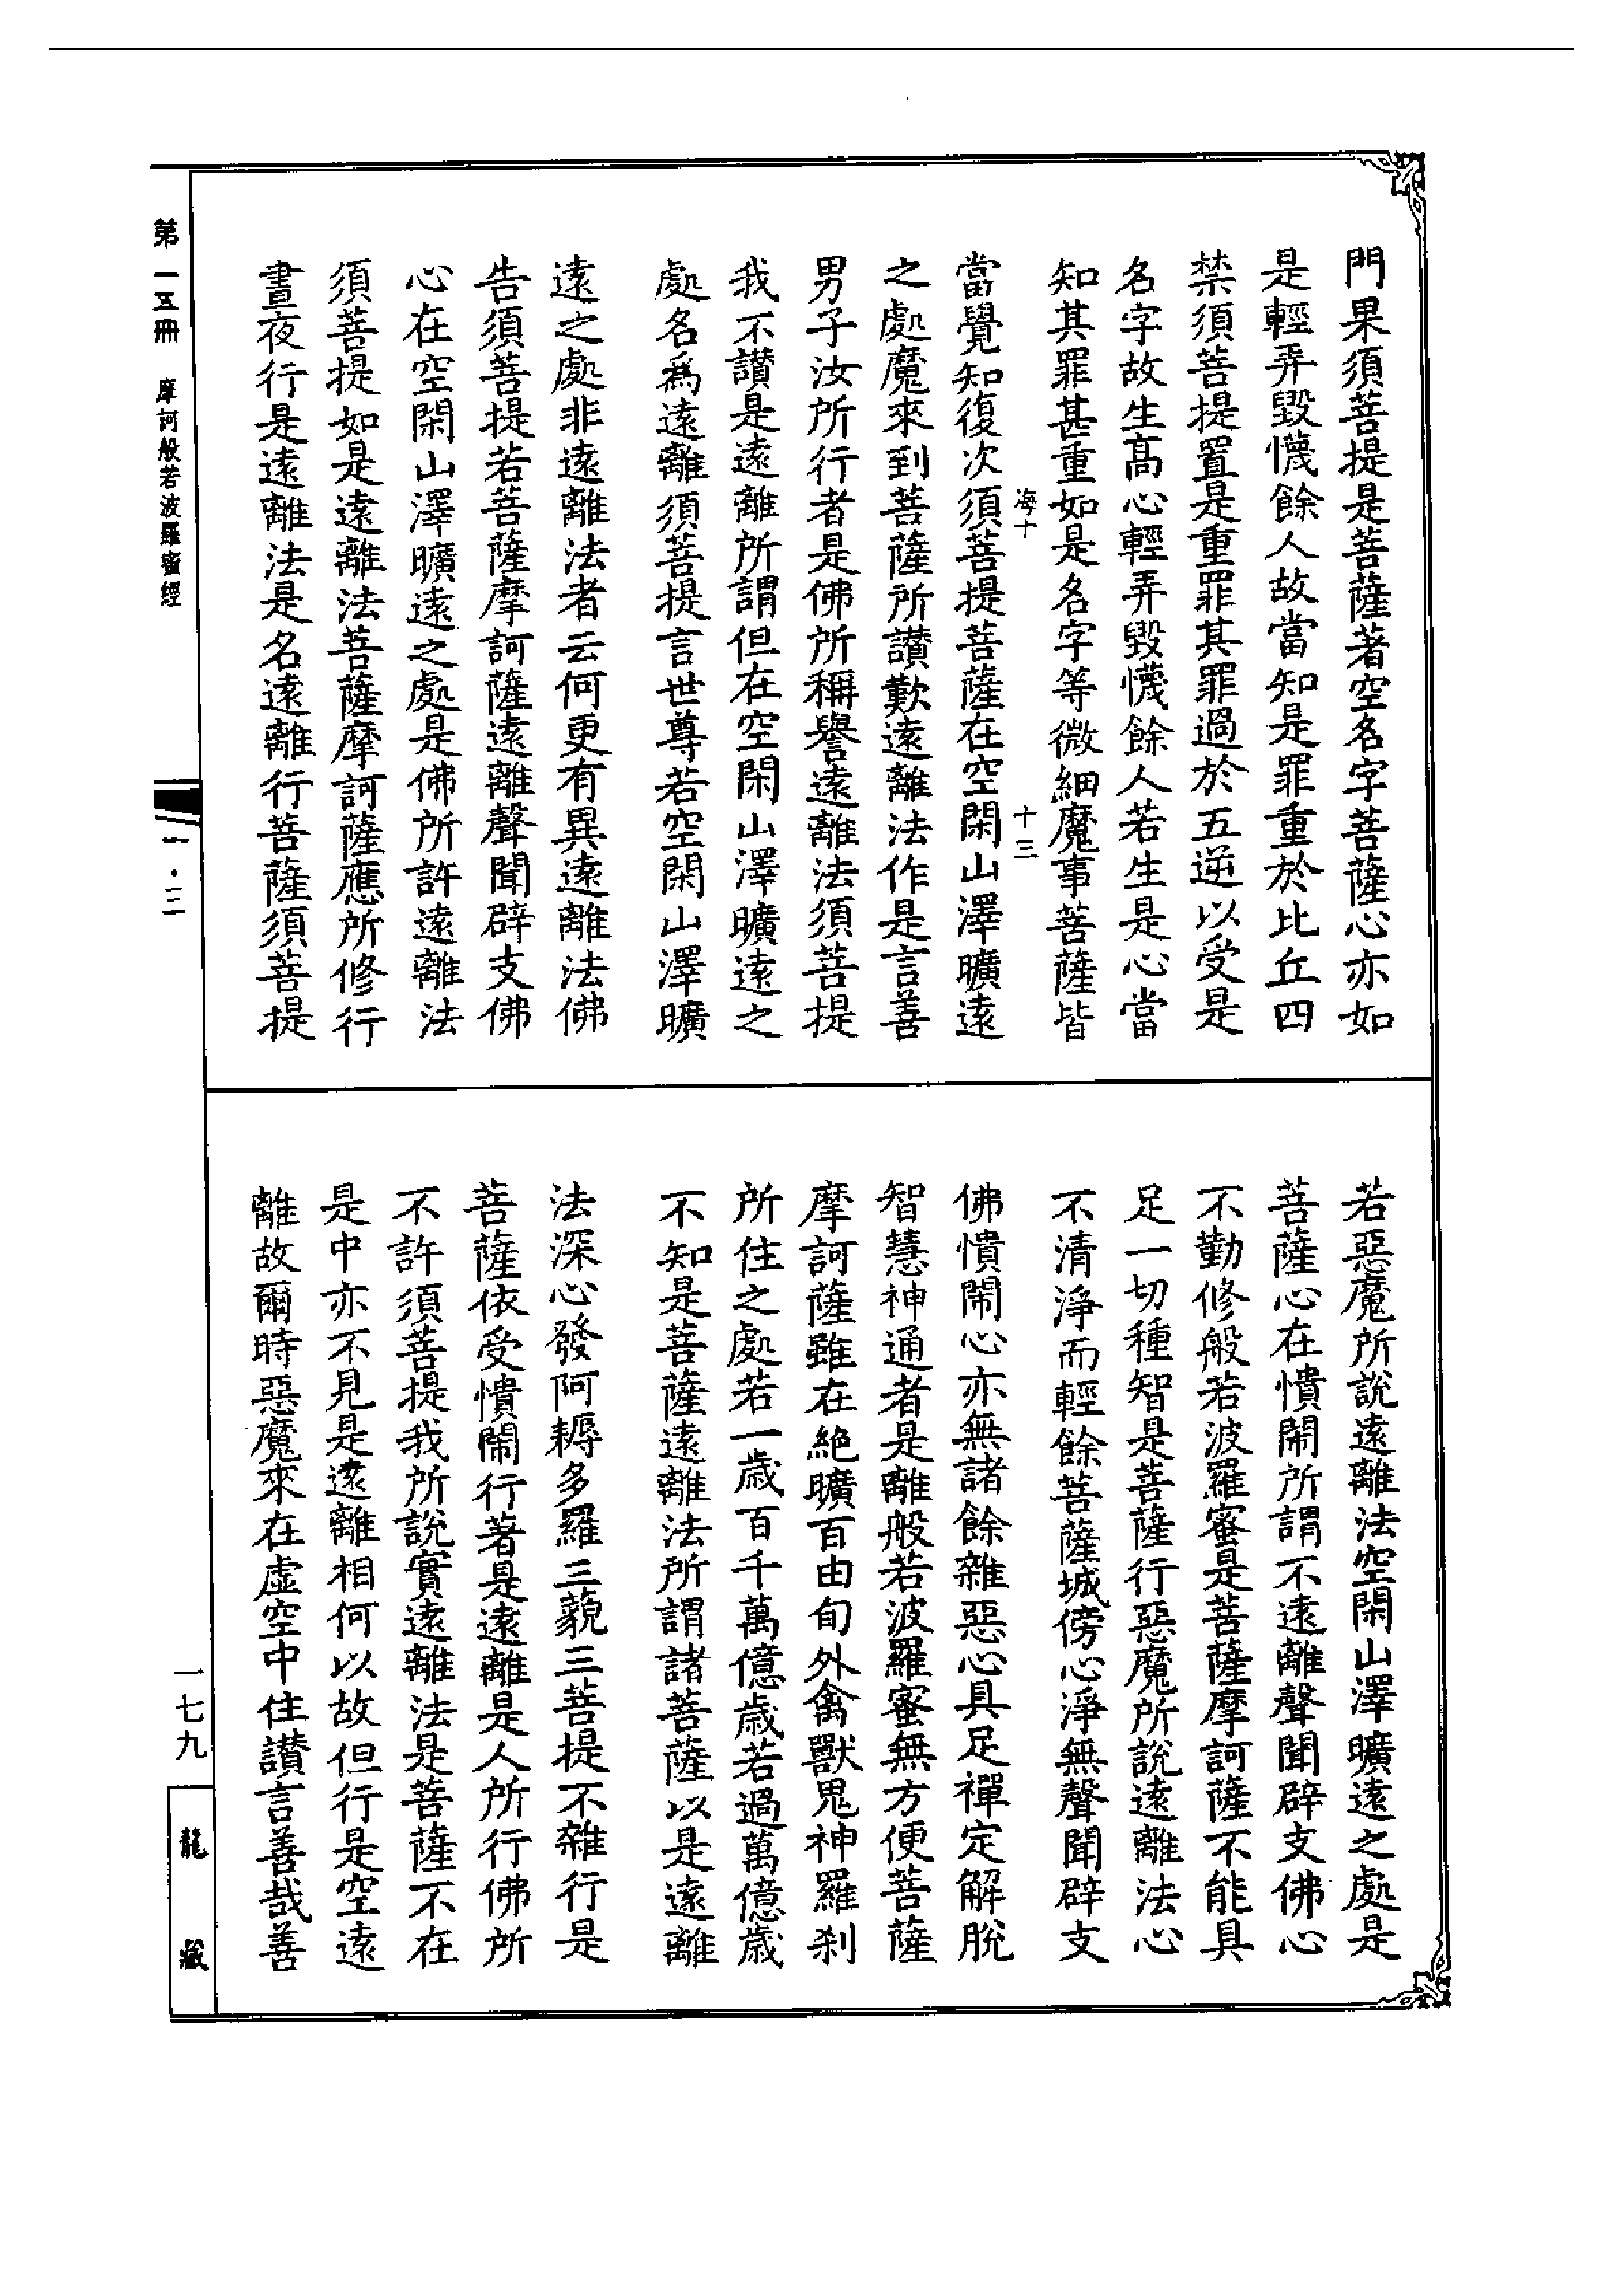 門果須菩提是菩薩著空名字菩薩心亦如
是輕弄毀懱餘人故當知是罪重於比丘四
禁須菩提置是重罪其罪過於五逆以受是
名字故生高心輕弄毀懱餘人若生是心當
知其罪甚重如是名字等微細魔事菩薩皆
海十
十三
當覺知復次須菩提菩薩在空閑山澤曠遠
之處魔來到菩薩所讚歎遠離法作是言善
男子汝所行者是佛所稱譽遠離法須菩提
我不讚是遠離所謂但在空閑山澤曠遠之
處名爲遠離須菩提言世尊若空閑山澤曠
遠之處非遠離法者云何更有異遠離法佛
告須菩提若菩薩摩訶薩遠離聲聞辟支佛
心在空閑山澤曠遠之處是佛所許遠離法
須菩提如是遠離法菩薩摩訶薩應所修行
晝夜行是遠離法是名遠離行菩薩須菩提
若惡魔所說遠離法空閑山澤曠遠之處是
菩薩心在憒閙所謂不遠離聲聞辟支佛心
不勤修般若波羅蜜是菩薩摩訶薩不能具
足一切種智是菩薩行惡魔所說遠離法心
不清淨而輕餘菩薩城傍心淨無聲聞辟支
佛憒閙心亦無諸餘雜惡心具足禪定解脫
智慧神通者是離般若波羅蜜無方便菩薩
摩訶薩雖在絶曠百由旬外禽獸鬼神羅刹
所住之處若一歲百千萬億歲若過萬億歲
不知是菩薩遠離法所謂諸菩薩以是遠離
法深心發阿耨多羅三藐三菩提不雜行是
菩薩依受憒閙行著是遠離是人所行佛所
不許須菩提我所說實遠離法是菩薩不在
是中亦不見是遠離相何以故但行是空遠
離故爾時惡魔來在虛空中住讚言善哉善
第一五冊 摩訶般若波羅蜜經
一·三
一七九
龍藏